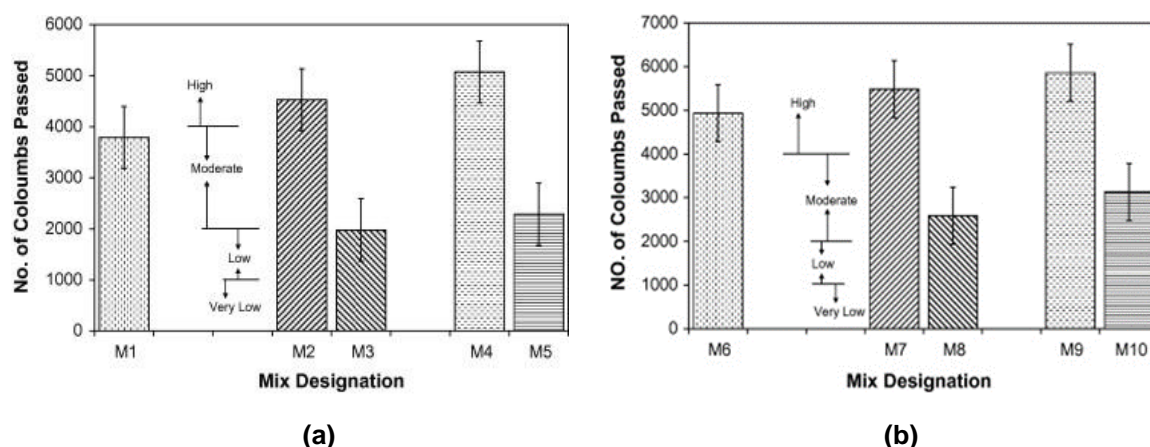 No. of Coloumbs Passed
6000
5000
4000
3000
2000
1000
0
High
Moderate
Low
Very Low
M1 M2 M3 M4 M5
Mix Designation
(a)
NO. of Coloumbs Passed
7000
6000
5000
4000
3000
2000
1000
0
High
Moderate
Low
Very Low
M6 M7 M8 M9 M10
Mix Designation
(b)